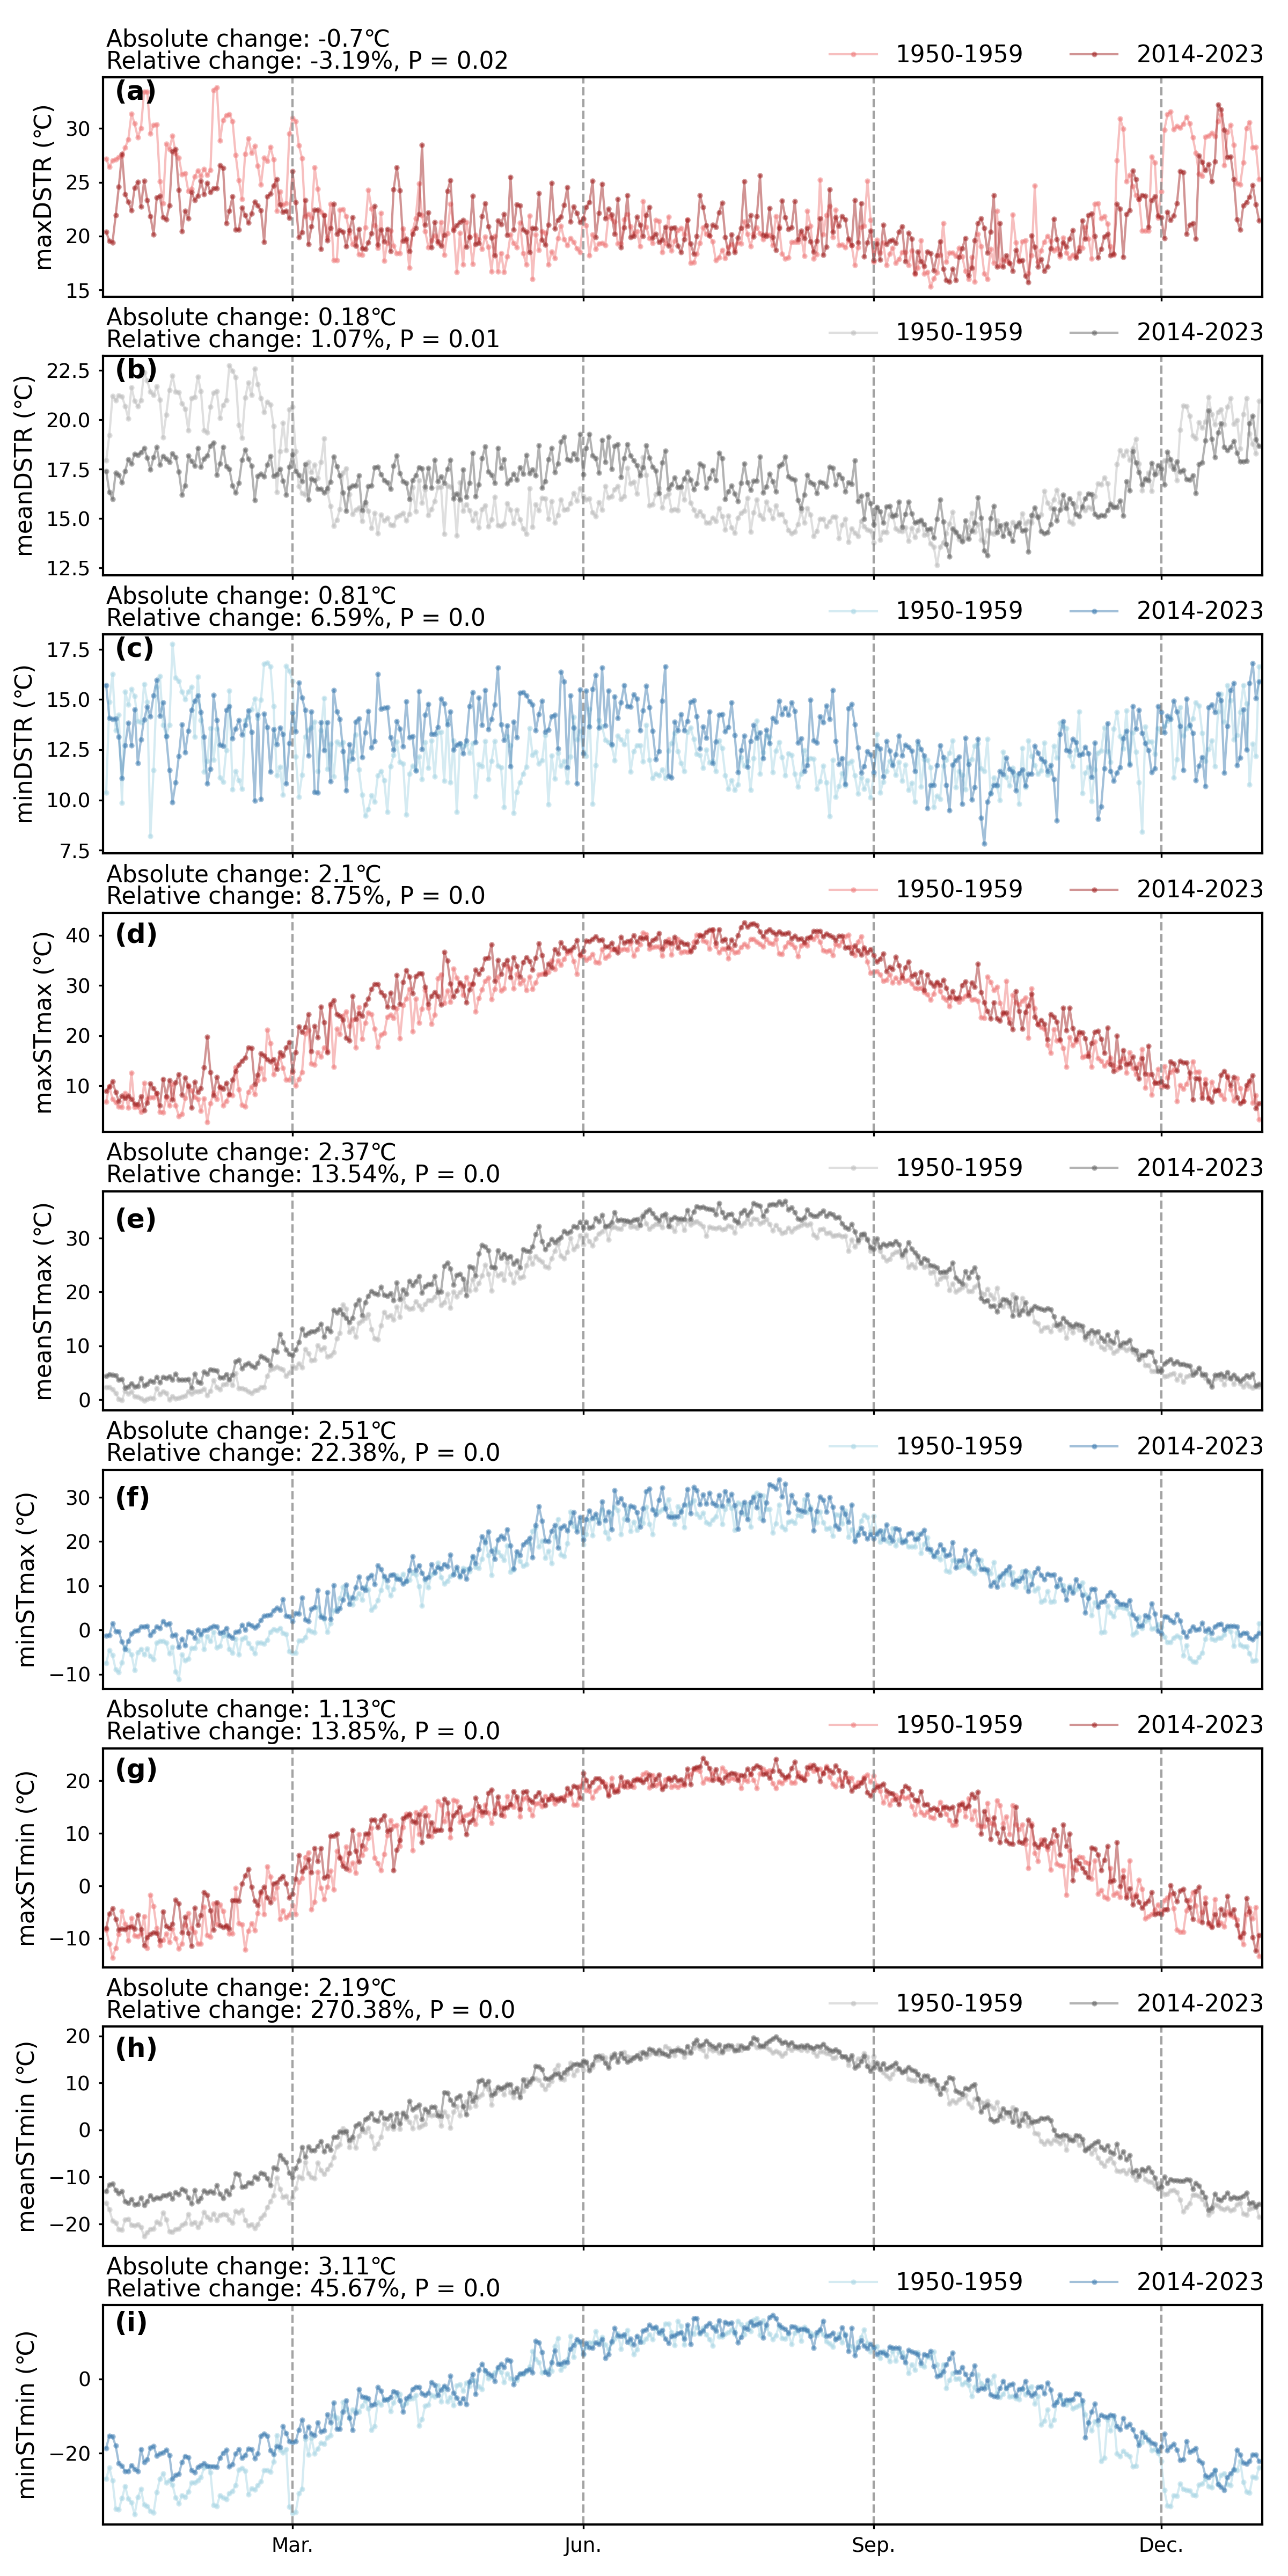 Absolute change: -0.7℃
Relative change: -3.19%, P = 0.02
1950-1959 2014-2023
(a)
maxDSTR (℃)
30
25
20
15
Absolute change: 0.18℃
Relative change: 1.07%, P = 0.01
1950-1959 2014-2023
(b)
meanDSTR (℃)
22.5
20.0
17.5
15.0
12.5
Absolute change: 0.81℃
Relative change: 6.59%, P = 0.0
1950-1959 2014-2023
(c)
minDSTR (℃)
17.5
15.0
12.5
10.0
7.5
Absolute change: 2.1℃
Relative change: 8.75%, P = 0.0
1950-1959 2014-2023
(d)
maxSTmax (℃)
40
30
20
10
Absolute change: 2.37℃
Relative change: 13.54%, P = 0.0
1950-1959 2014-2023
(e)
meanSTmax (℃)
30
20
10
0
Absolute change: 2.51℃
Relative change: 22.38%, P = 0.0
1950-1959 2014-2023
(f)
minSTmax (℃)
30
20
10
0
−10
Absolute change: 1.13℃
Relative change: 13.85%, P = 0.0
1950-1959 2014-2023
(g)
maxSTmin (℃)
20
10
0
−10
Absolute change: 2.19℃
Relative change: 270.38%, P = 0.0
1950-1959 2014-2023
(h)
meanSTmin (℃)
20
10
0
−10
−20
Absolute change: 3.11℃
Relative change: 45.67%, P = 0.0
1950-1959 2014-2023
(i)
minSTmin (℃)
0
−20
Mar. Jun. Sep. Dec.